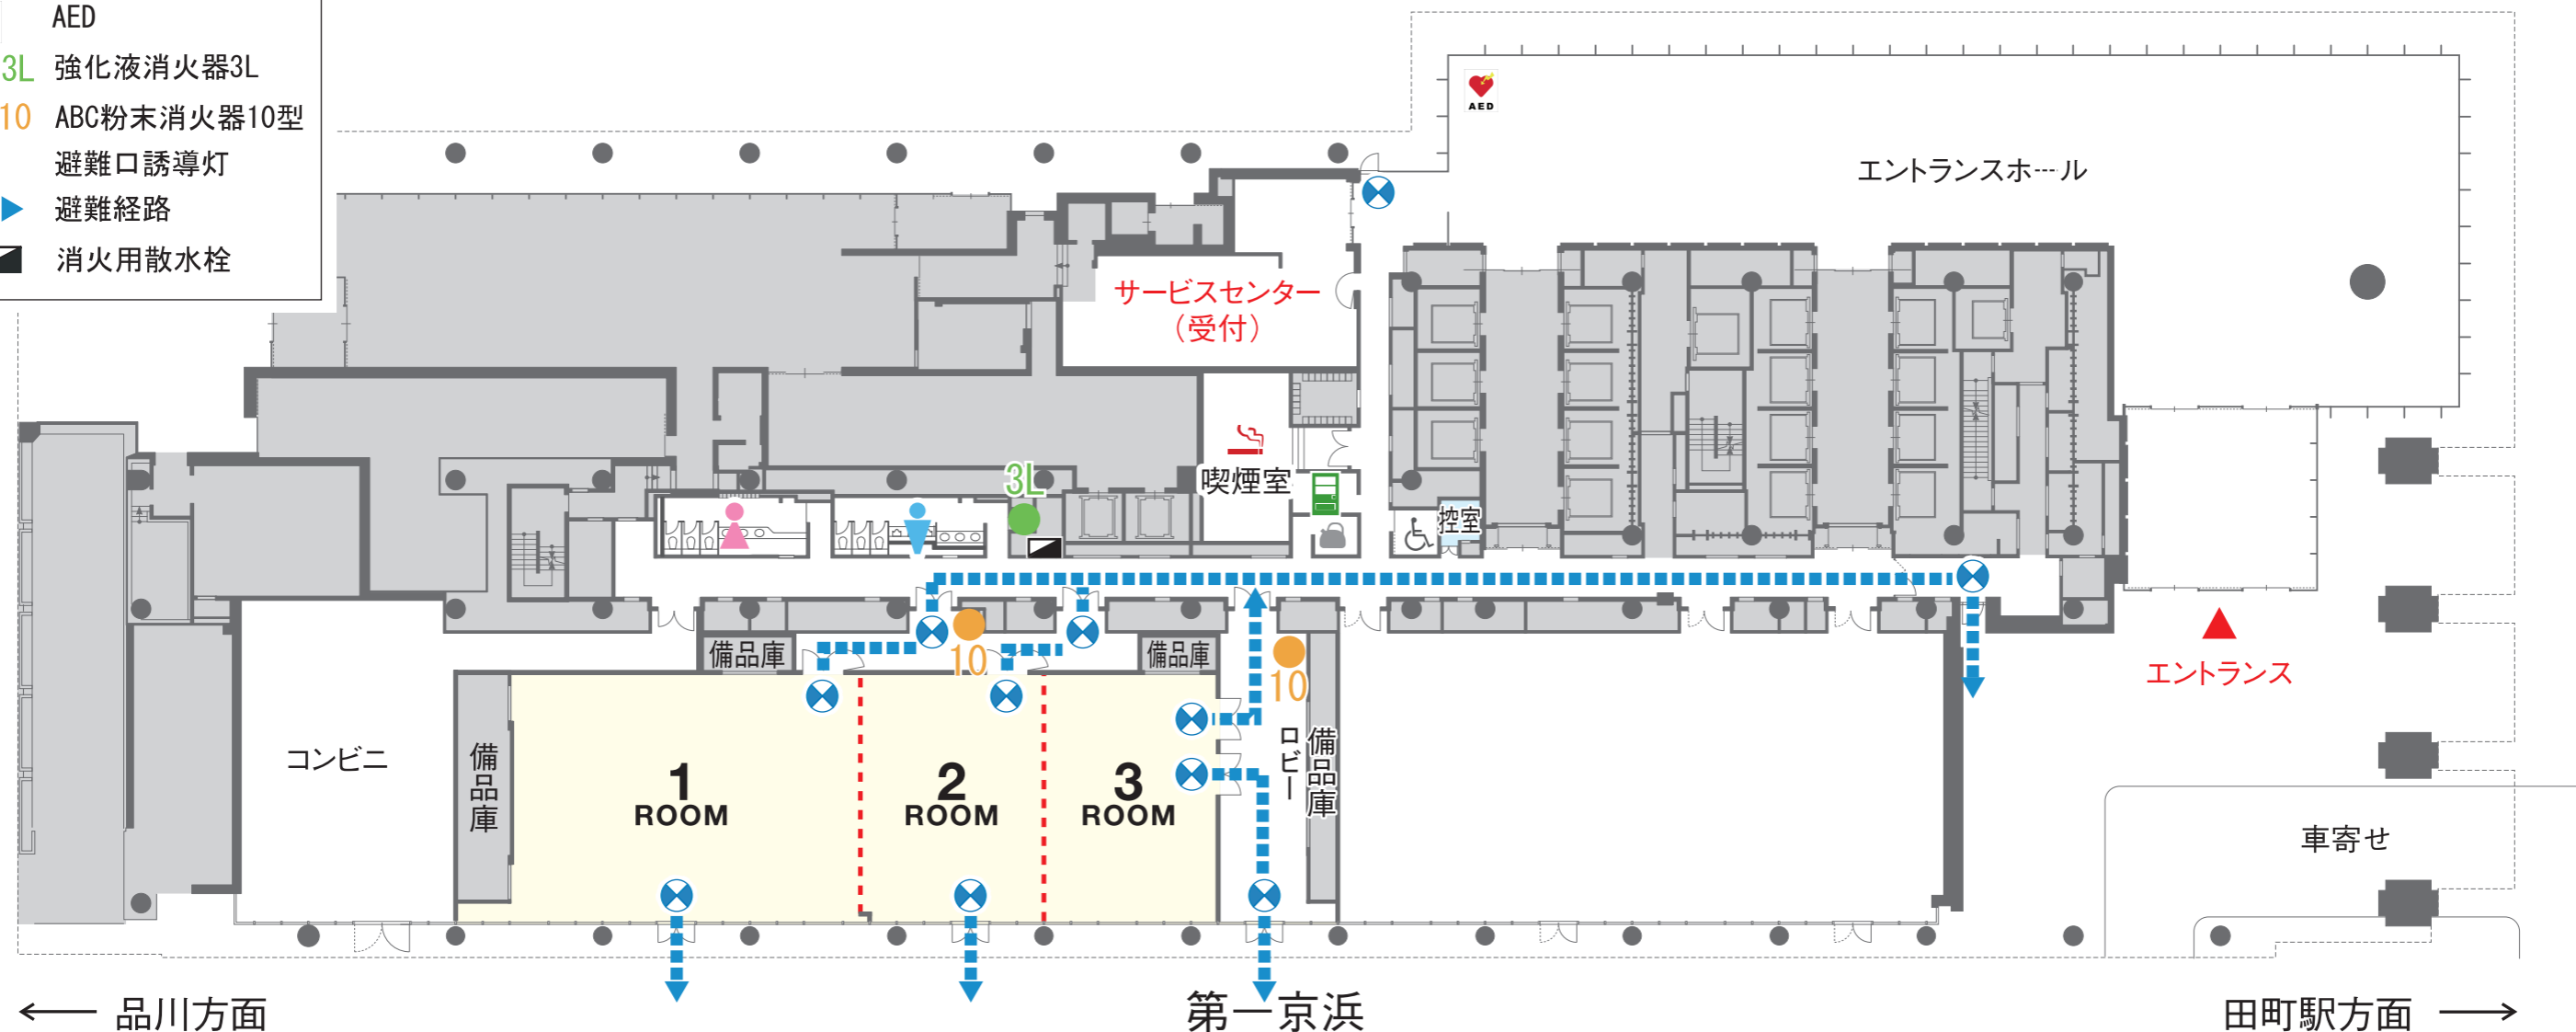 AED
3L 強化液消火器3L
10 ABC粉末消火器10型
避難口誘導灯
避難経路
消火用散水栓
AED
エントランスホール
サービスセンター
（受付）
喫煙室
3L
控室
備品庫
10
備品庫
10
エントランス
コンビニ
備品庫
1
ROOM
2
ROOM
3
ROOM
ロビー
備品庫
車寄せ
← 品川方面
第一京浜
田町駅方面 →